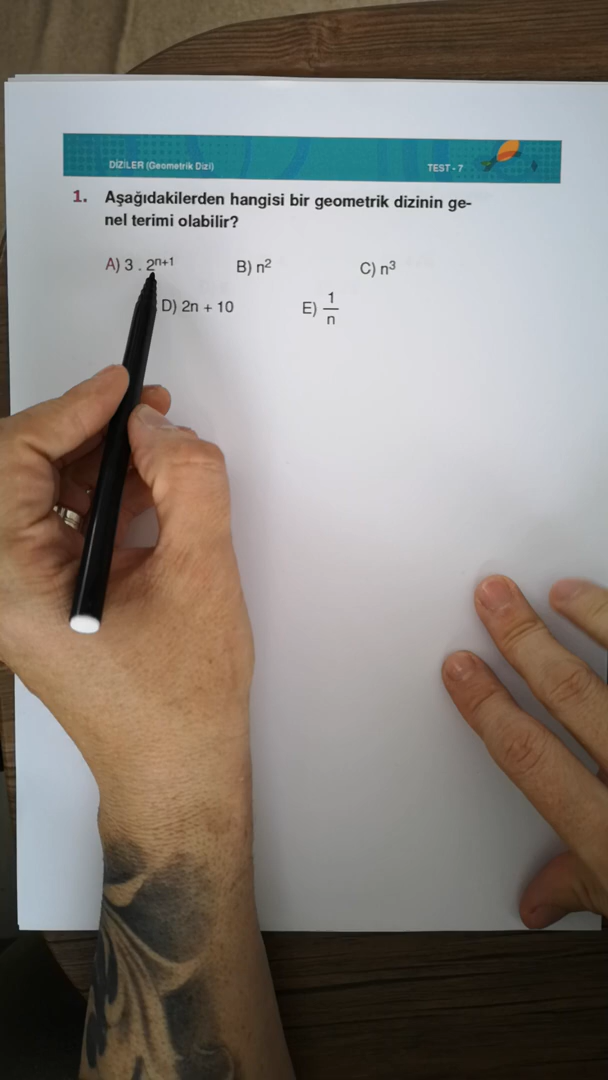 DİZİLER (Geometrik Dizi)
TEST - 7
1. Aşağıdakilerden hangisi bir geometrik dizinin ge-
nel terimi olabilir?
A) 3 . 2ⁿ⁺¹ B) n² C) n³
D) 2n + 10 E) 1/n